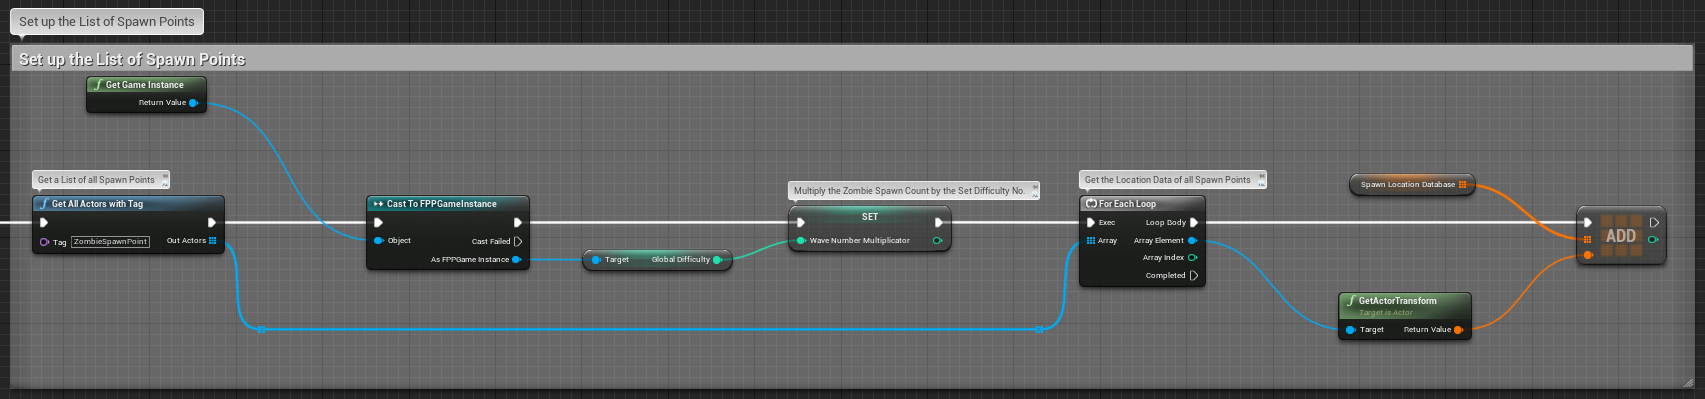 Set up the List of Spawn Points
Set up the List of Spawn Points
Get Game Instance
Return Value
Get a List of all Spawn Points
Get All Actors with Tag
Tag ZombieSpawnPoint Out Actors
Cast To FPPGameInstance
Object Cast Failed
As FPPGame Instance
Target Global Difficulty
Multiply the Zombie Spawn Count by the Set Difficulty No.
SET
Wave Number Multiplicator
Get the Location Data of all Spawn Points
For Each Loop
Exec Loop Body
Array Array Element
Array Index
Completed
Spawn Location Database
GetActorTransform
Target is Actor
Target Return Value
ADD